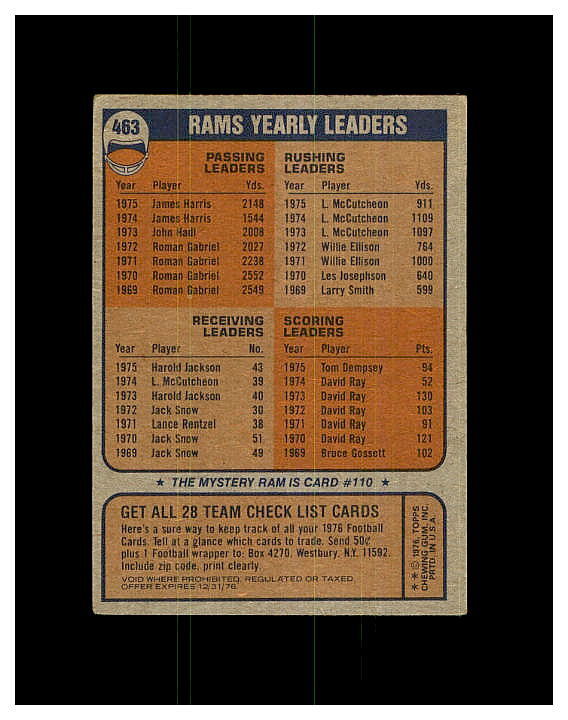 463
RAMS YEARLY LEADERS
PASSING
LEADERS
Year Player Yds.
1975 James Harris 2148
1974 James Harris 1544
1973 John Hadl 2008
1972 Roman Gabriel 2027
1971 Roman Gabriel 2238
1970 Roman Gabriel 2552
1969 Roman Gabriel 2549
RUSHING
LEADERS
Year Player Yds.
1975 L. McCutcheon 911
1974 L. McCutcheon 1109
1973 L. McCutcheon 1097
1972 Willie Ellison 764
1971 Willie Ellison 1000
1970 Les Josephson 640
1969 Larry Smith 599
RECEIVING
LEADERS
Year Player No.
1975 Harold Jackson 43
1974 L. McCutcheon 39
1973 Harold Jackson 40
1972 Jack Snow 30
1971 Lance Rentzel 38
1970 Jack Snow 51
1969 Jack Snow 49
SCORING
LEADERS
Year Player Pts.
1975 Tom Dempsey 94
1974 David Ray 52
1973 David Ray 130
1972 David Ray 103
1971 David Ray 91
1970 David Ray 121
1969 Bruce Gossett 102
★ THE MYSTERY RAM IS CARD #110 ★
GET ALL 28 TEAM CHECK LIST CARDS
Here's a sure way to keep track of all your 1976 Football
Cards. Tell at a glance which cards to trade. Send 50¢
plus 1 Football wrapper to: Box 4270, Westbury, N.Y. 11592.
Include zip code, print clearly.
VOID WHERE PROHIBITED, REGULATED OR TAXED.
OFFER EXPIRES 12/31/76.
★ ★ © 1976, TOPPS
CHEWING GUM, INC.
PRTD. IN U.S.A.